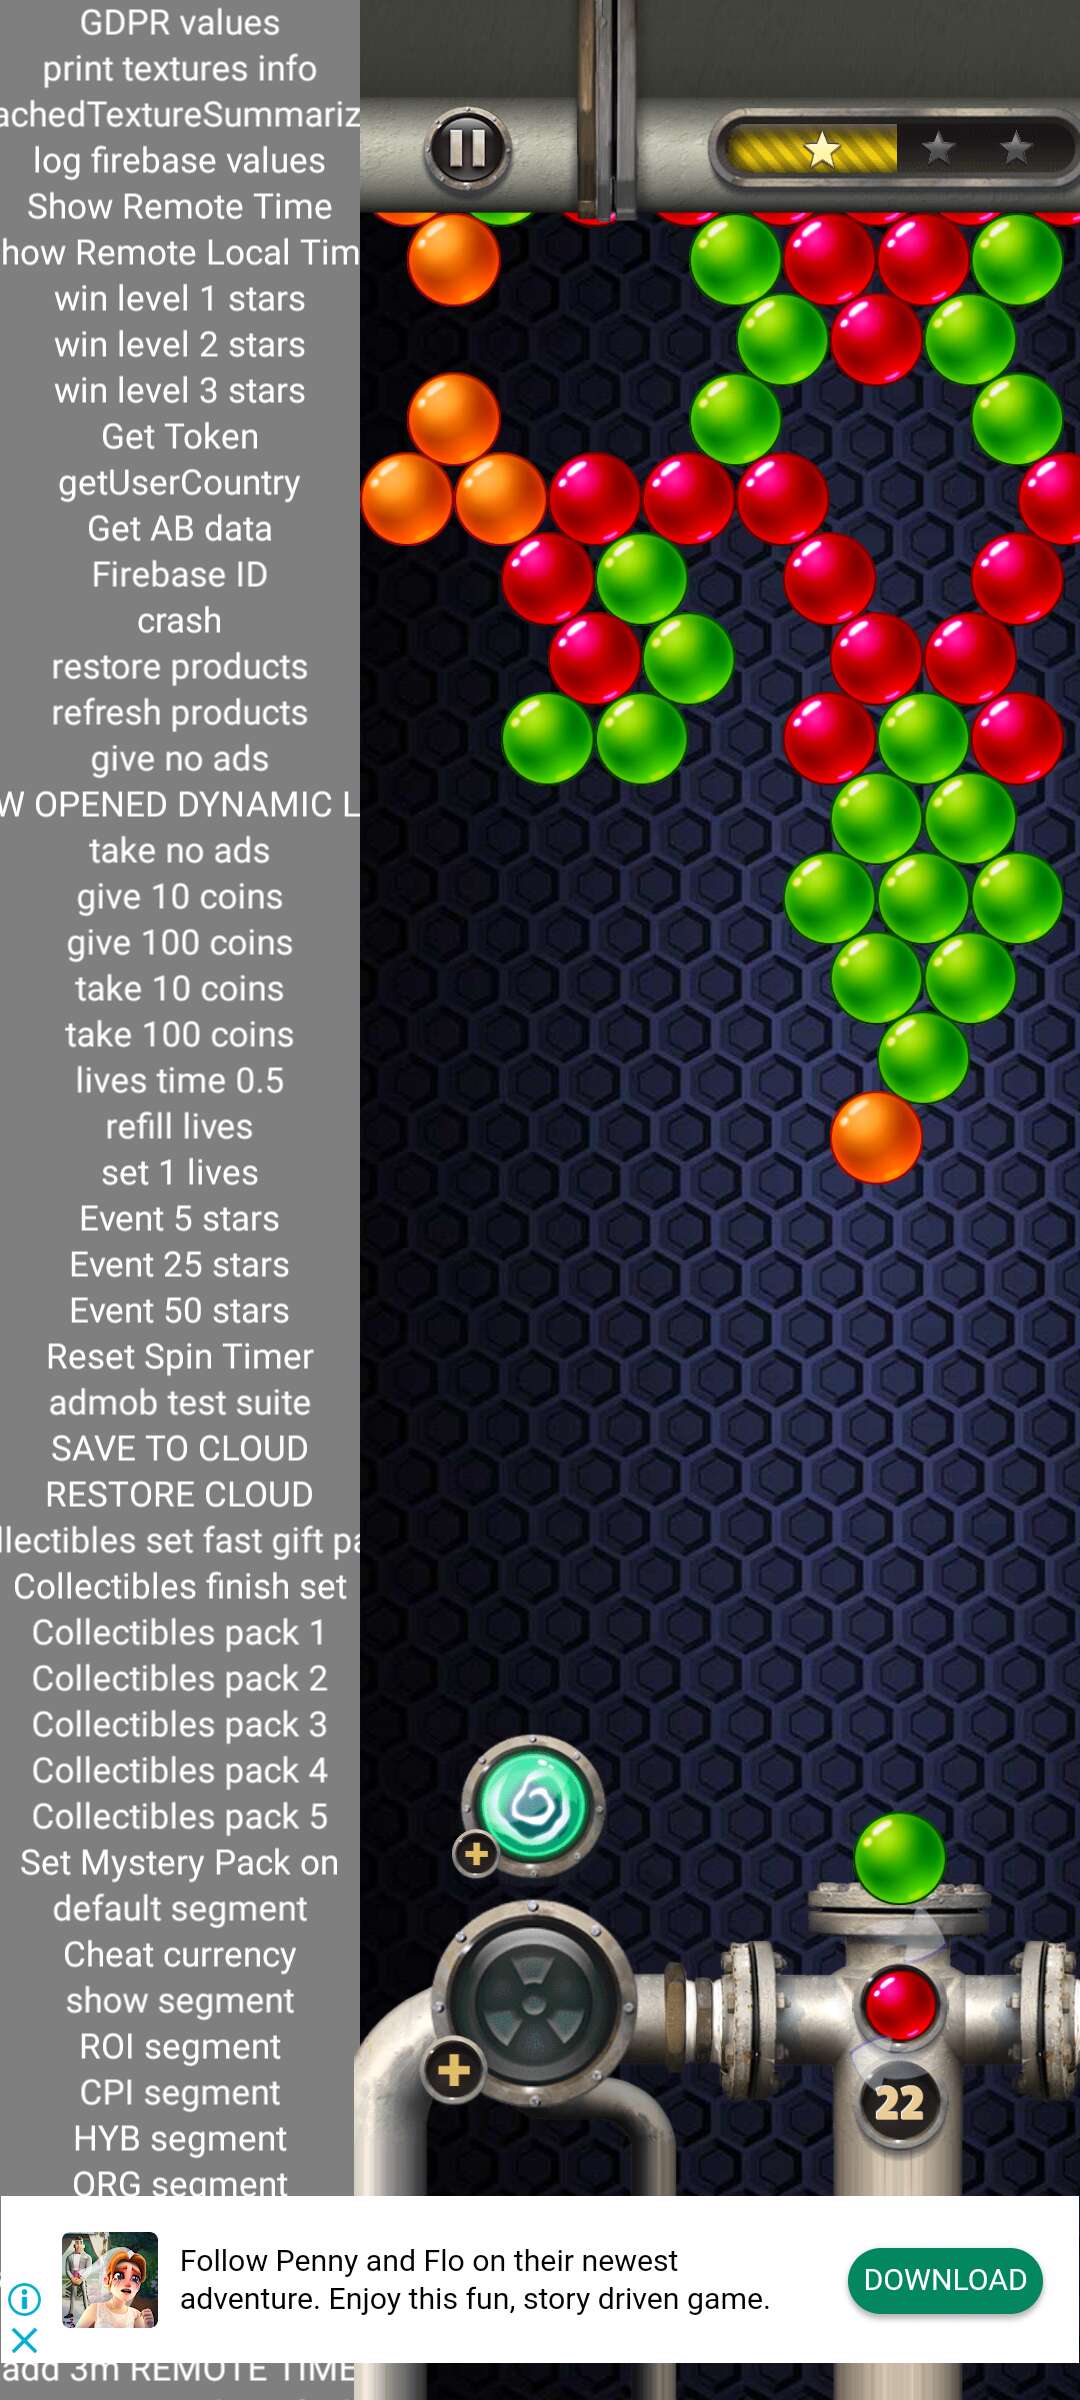 GDPR values
print textures info
achedTextureSummariz
log firebase values
Show Remote Time
how Remote Local Tim
win level 1 stars
win level 2 stars
win level 3 stars
Get Token
getUserCountry
Get AB data
Firebase ID
crash
restore products
refresh products
give no ads
W OPENED DYNAMIC L
take no ads
give 10 coins
give 100 coins
take 10 coins
take 100 coins
lives time 0.5
refill lives
set 1 lives
Event 5 stars
Event 25 stars
Event 50 stars
Reset Spin Timer
admob test suite
SAVE TO CLOUD
RESTORE CLOUD
llectibles set fast gift pa
Collectibles finish set
Collectibles pack 1
Collectibles pack 2
Collectibles pack 3
Collectibles pack 4
Collectibles pack 5
Set Mystery Pack on
default segment
Cheat currency
show segment
ROI segment
CPI segment
HYB segment
ORG segment
22
Follow Penny and Flo on their newest
adventure. Enjoy this fun, story driven game.
DOWNLOAD
add 3m REMOTE TIME